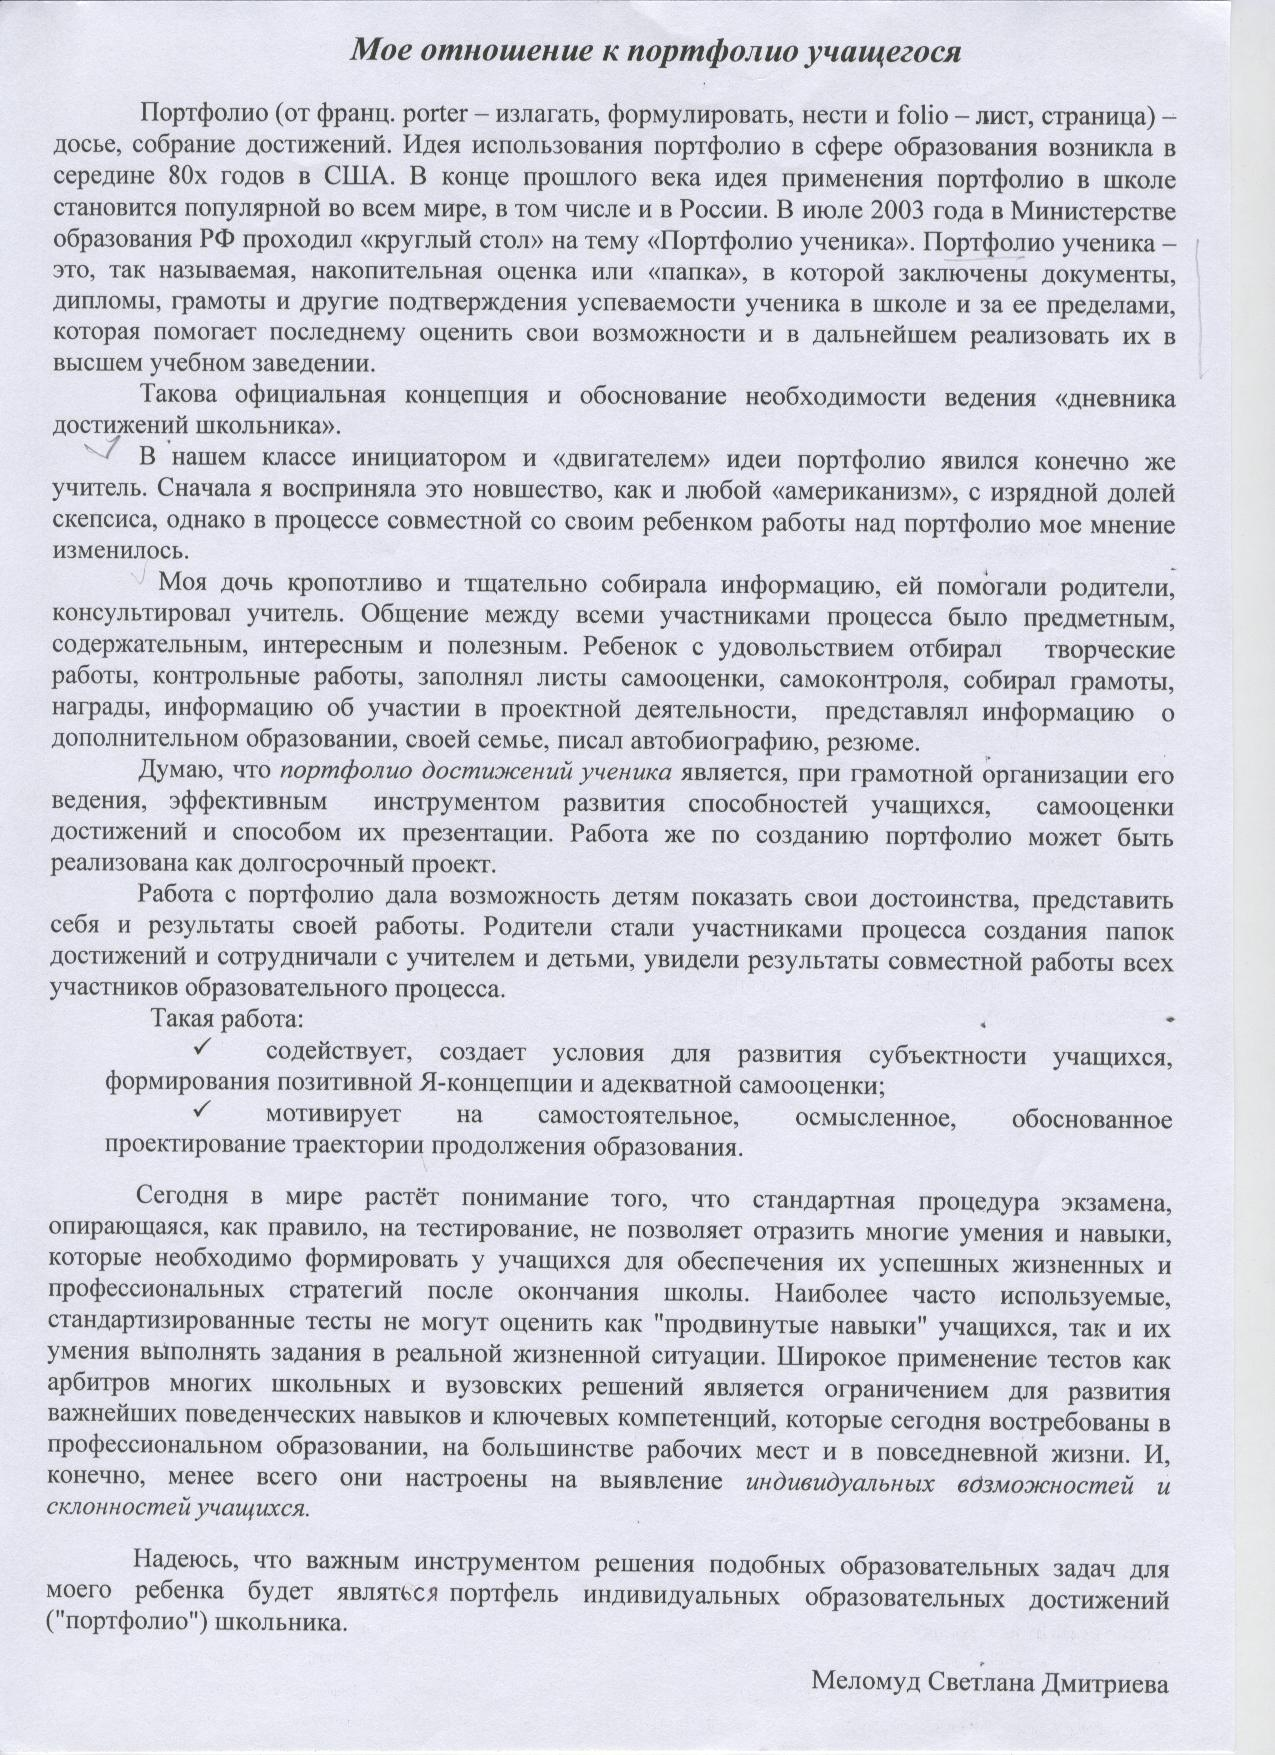 Мое отношение к портфолио учащегося
Портфолио (от франц. porter – излагать, формулировать, нести и folio – лист, страница) –
досье, собрание достижений. Идея использования портфолио в сфере образования возникла в
середине 80х годов в США. В конце прошлого века идея применения портфолио в школе
становится популярной во всем мире, в том числе и в России. В июле 2003 года в Министерстве
образования РФ проходил «круглый стол» на тему «Портфолио ученика». Портфолио ученика –
это, так называемая, накопительная оценка или «папка», в которой заключены документы,
дипломы, грамоты и другие подтверждения успеваемости ученика в школе и за ее пределами,
которая помогает последнему оценить свои возможности и в дальнейшем реализовать их в
высшем учебном заведении.
Такова официальная концепция и обоснование необходимости ведения «дневника
достижений школьника».
В нашем классе инициатором и «двигателем» идеи портфолио явился конечно же
учитель. Сначала я восприняла это новшество, как и любой «американизм», с изрядной долей
скепсиса, однако в процессе совместной со своим ребенком работы над портфолио мое мнение
изменилось.
Моя дочь кропотливо и тщательно собирала информацию, ей помогали родители,
консультировал учитель. Общение между всеми участниками процесса было предметным,
содержательным, интересным и полезным. Ребенок с удовольствием отбирал творческие
работы, контрольные работы, заполнял листы самооценки, самоконтроля, собирал грамоты,
награды, информацию об участии в проектной деятельности, представлял информацию о
дополнительном образовании, своей семье, писал автобиографию, резюме.
Думаю, что портфолио достижений ученика является, при грамотной организации его
ведения, эффективным инструментом развития способностей учащихся, самооценки
достижений и способом их презентации. Работа же по созданию портфолио может быть
реализована как долгосрочный проект.
Работа с портфолио дала возможность детям показать свои достоинства, представить
себя и результаты своей работы. Родители стали участниками процесса создания папок
достижений и сотрудничали с учителем и детьми, увидели результаты совместной работы всех
участников образовательного процесса.
Такая работа:
✓ содействует, создает условия для развития субъектности учащихся,
формирования позитивной Я-концепции и адекватной самооценки;
✓ мотивирует на самостоятельное, осмысленное, обоснованное
проектирование траектории продолжения образования.
Сегодня в мире растёт понимание того, что стандартная процедура экзамена,
опирающаяся, как правило, на тестирование, не позволяет отразить многие умения и навыки,
которые необходимо формировать у учащихся для обеспечения их успешных жизненных и
профессиональных стратегий после окончания школы. Наиболее часто используемые,
стандартизированные тесты не могут оценить как "продвинутые навыки" учащихся, так и их
умения выполнять задания в реальной жизненной ситуации. Широкое применение тестов как
арбитров многих школьных и вузовских решений является ограничением для развития
важнейших поведенческих навыков и ключевых компетенций, которые сегодня востребованы в
профессиональном образовании, на большинстве рабочих мест и в повседневной жизни. И,
конечно, менее всего они настроены на выявление индивидуальных возможностей и
склонностей учащихся.
Надеюсь, что важным инструментом решения подобных образовательных задач для
моего ребенка будет являться портфель индивидуальных образовательных достижений
("портфолио") школьника.
Меломуд Светлана Дмитриева